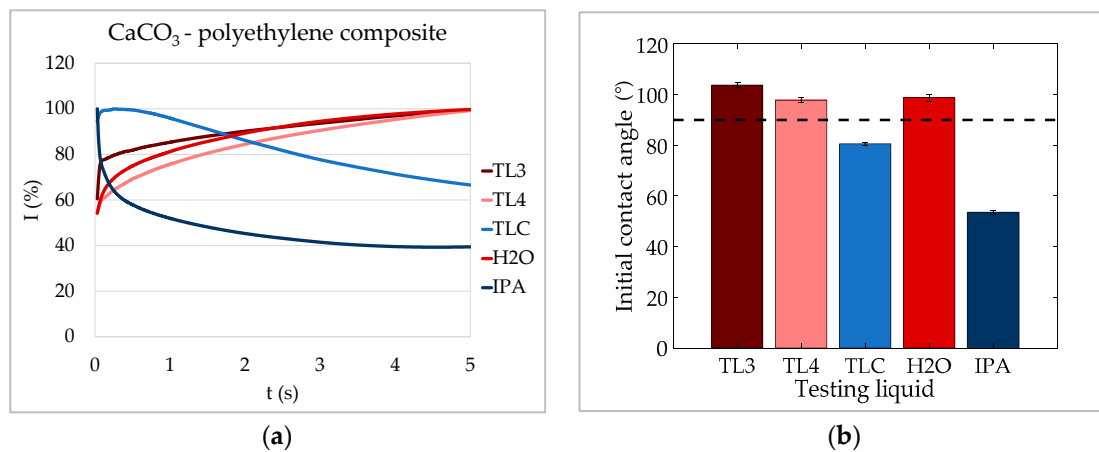 CaCO₃ - polyethylene composite
120
100
80
60
40
20
0
I (%)
0 1 2 3 4 5
t (s)
TL3
TL4
TLC
H2O
IPA
(a)
120
100
80
60
40
20
0
Initial contact angle (°)
TL3 TL4 TLC H2O IPA
Testing liquid
(b)